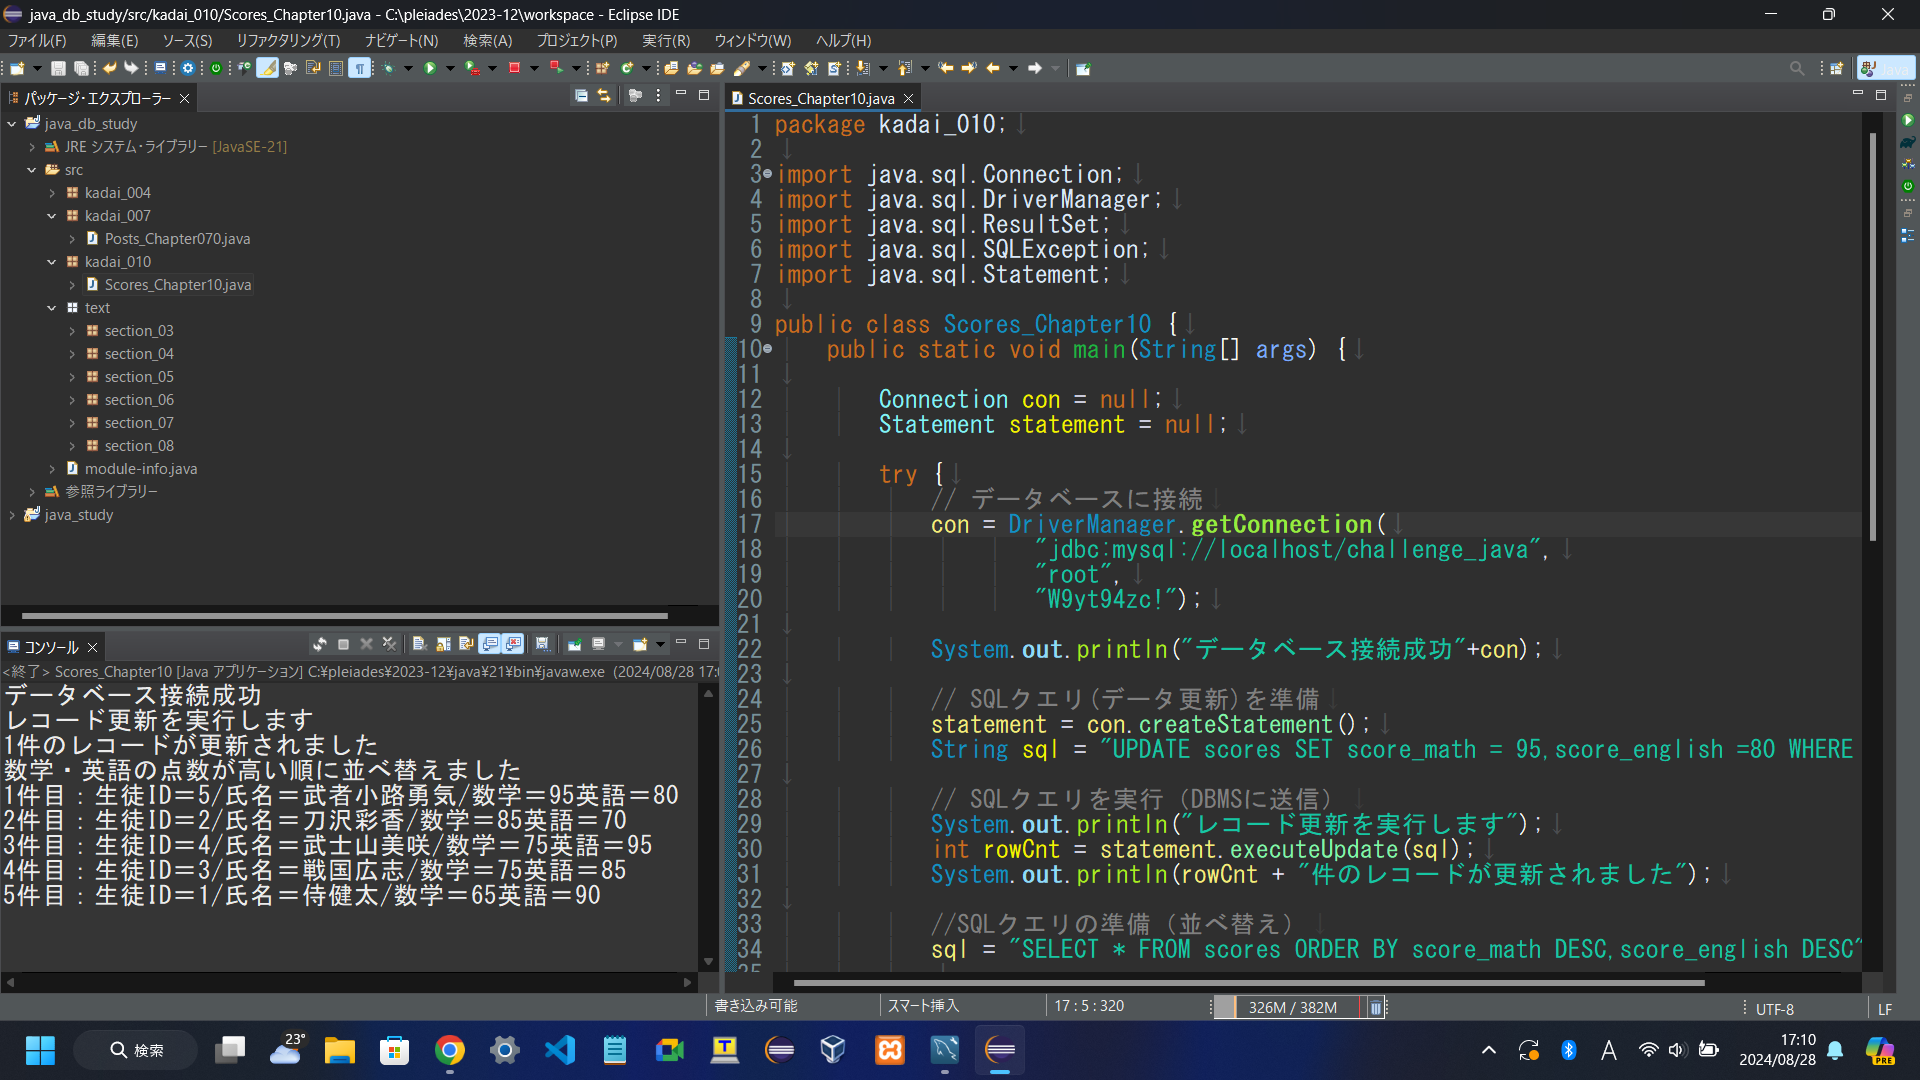 java_db_study/src/kadai_010/Scores_Chapter10.java - C:\pleiades\2023-12\workspace - Eclipse IDE
ファイル(F) 編集(E) ソース(S) リファクタリング(T) ナビゲート(N) 検索(A) プロジェクト(P) 実行(R) ウィンドウ(W) ヘルプ(H)
Java
パッケージ・エクスプローラー
java_db_study
JRE システム・ライブラリー [JavaSE-21]
src
kadai_004
kadai_007
Posts_Chapter070.java
kadai_010
Scores_Chapter10.java
text
section_03
section_04
section_05
section_06
section_07
section_08
module-info.java
参照ライブラリー
java_study
コンソール
<終了> Scores_Chapter10 [Java アプリケーション] C:¥pleiades¥2023-12¥java¥21¥bin¥javaw.exe (2024/08/28 17:
データベース接続成功
レコード更新を実行します
1件のレコードが更新されました
数学・英語の点数が高い順に並べ替えました
1件目：生徒ID＝5/氏名＝武者小路勇気/数学＝95英語＝80
2件目：生徒ID＝2/氏名＝刀沢彩香/数学＝85英語＝70
3件目：生徒ID＝4/氏名＝武士山美咲/数学＝75英語＝95
4件目：生徒ID＝3/氏名＝戦国広志/数学＝75英語＝85
5件目：生徒ID＝1/氏名＝侍健太/数学＝65英語＝90
Scores_Chapter10.java
1 package kadai_010;
2
3 import java.sql.Connection;
4 import java.sql.DriverManager;
5 import java.sql.ResultSet;
6 import java.sql.SQLException;
7 import java.sql.Statement;
8
9 public class Scores_Chapter10 {
10 public static void main(String[] args) {
11
12 Connection con = null;
13 Statement statement = null;
14
15 try {
16 // データベースに接続
17 con = DriverManager.getConnection(
18 "jdbc:mysql://localhost/challenge_java",
19 "root",
20 "W9yt94zc!");
21
22 System.out.println("データベース接続成功"+con);
23
24 // SQLクエリ(データ更新)を準備
25 statement = con.createStatement();
26 String sql = "UPDATE scores SET score_math = 95,score_english =80 WHERE
27
28 // SQLクエリを実行（DBMSに送信）
29 System.out.println("レコード更新を実行します");
30 int rowCnt = statement.executeUpdate(sql);
31 System.out.println(rowCnt + "件のレコードが更新されました");
32
33 //SQLクエリの準備（並べ替え）
34 sql = "SELECT * FROM scores ORDER BY score_math DESC,score_english DESC"
35
書き込み可能 スマート挿入 17 : 5 : 320 326M / 382M UTF-8 LF
検索
23°
A
17:10
2024/08/28
PRE